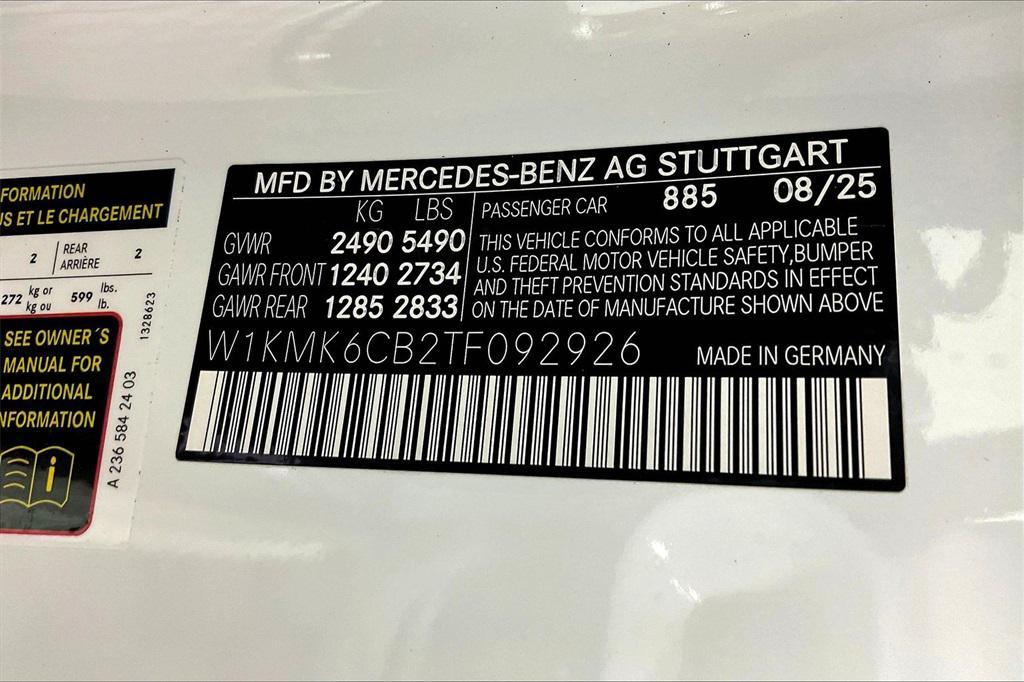 FORMATION
US ET LE CHARGEMENT
2 REAR ARRIÈRE 2
272 kg or kg ou 599 lbs. lb.
SEE OWNER´S
MANUAL FOR
ADDITIONAL
INFORMATION
i
1328623
A 236 584 24 03
MFD BY MERCEDES-BENZ AG STUTTGART
KG LBS
GVWR 2490 5490
GAWR FRONT 1240 2734
GAWR REAR 1285 2833
PASSENGER CAR 885 08/25
THIS VEHICLE CONFORMS TO ALL APPLICABLE
U.S. FEDERAL MOTOR VEHICLE SAFETY,BUMPER
AND THEFT PREVENTION STANDARDS IN EFFECT
ON THE DATE OF MANUFACTURE SHOWN ABOVE
W1KMK6CB2TF092926
MADE IN GERMANY